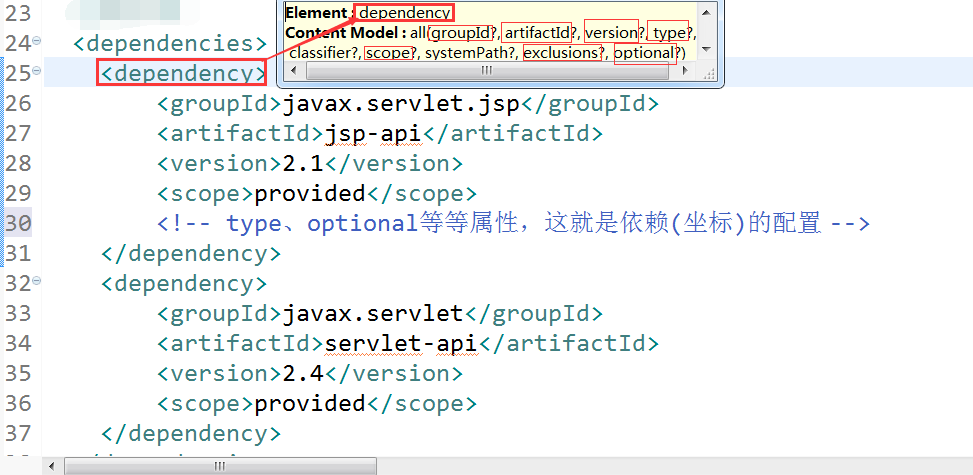 Element : dependency
Content Model : all(groupId?, artifactId?, version?, type?,
classifier?, scope?, systemPath?, exclusions?, optional?)
23
24 <dependencies>
25 <dependency>
26 <groupId>javax.servlet.jsp</groupId>
27 <artifactId>jsp-api</artifactId>
28 <version>2.1</version>
29 <scope>provided</scope>
30 <!-- type、optional等等属性，这就是依赖(坐标)的配置 -->
31 </dependency>
32 <dependency>
33 <groupId>javax.servlet</groupId>
34 <artifactId>servlet-api</artifactId>
35 <version>2.4</version>
36 <scope>provided</scope>
37 </dependency>